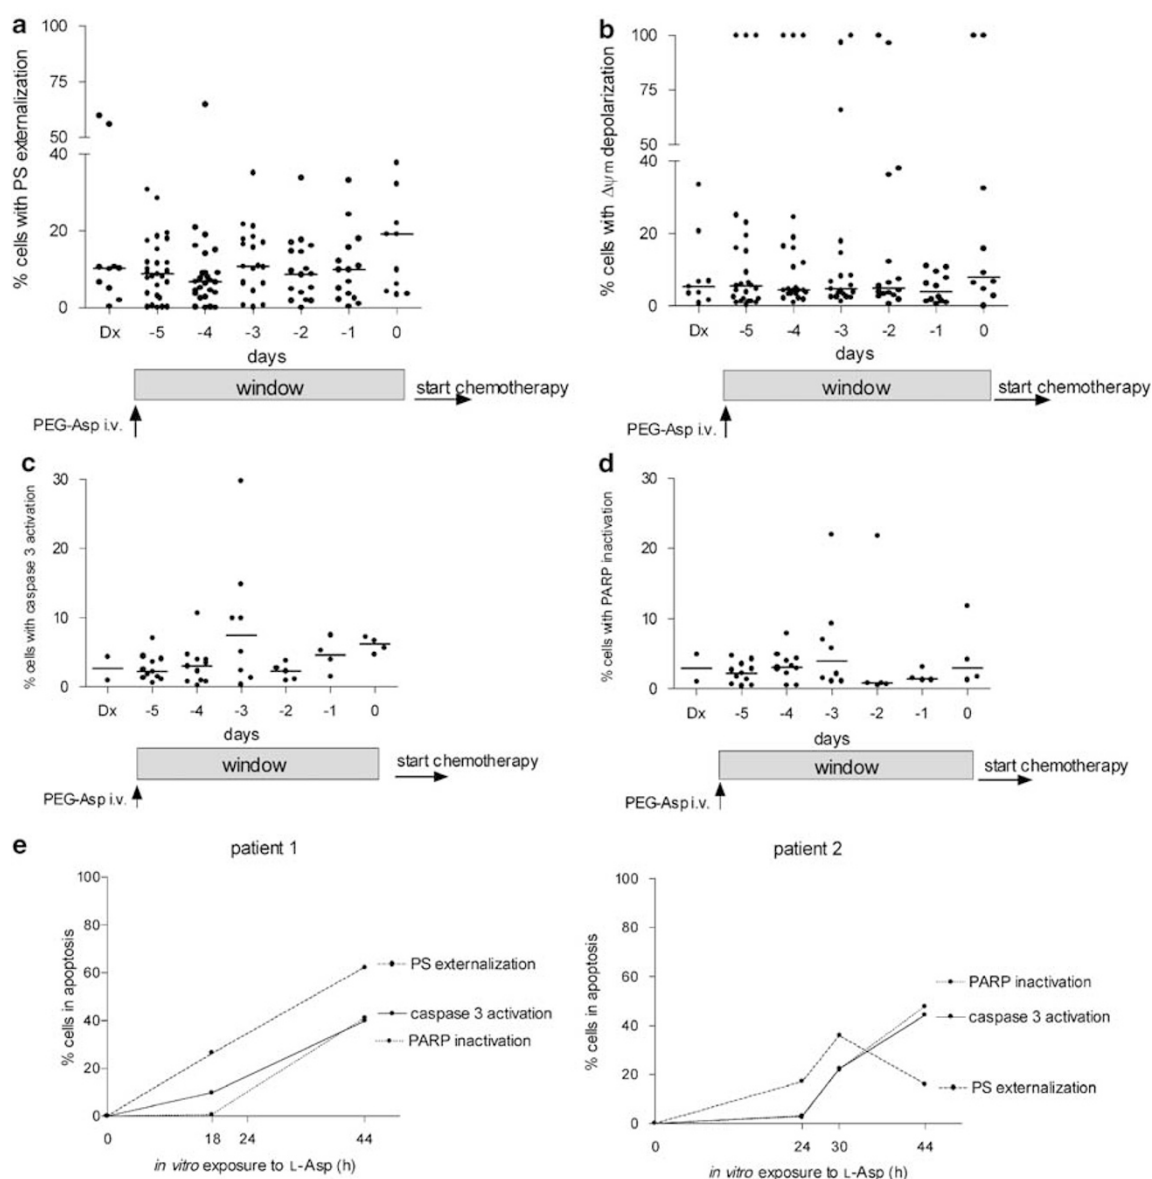 a
% cells with PS externalization
100
75
50
40
20
0
Dx -5 -4 -3 -2 -1 0
days
window
start chemotherapy
PEG-Asp i.v.
b
% cells with Δψm depolarization
100
75
50
40
20
0
Dx -5 -4 -3 -2 -1 0
days
window
start chemotherapy
PEG-Asp i.v.
c
% cells with caspase 3 activation
30
20
10
0
Dx -5 -4 -3 -2 -1 0
days
window
start chemotherapy
PEG-Asp i.v.
d
% cells with PARP inactivation
30
20
10
0
Dx -5 -4 -3 -2 -1 0
days
window
start chemotherapy
PEG-Asp i.v.
e
patient 1
% cells in apoptosis
100
80
60
40
20
0
PS externalization
caspase 3 activation
PARP inactivation
0 18 24 44
in vitro exposure to L-Asp (h)
patient 2
% cells in apoptosis
100
80
60
40
20
0
PARP inactivation
caspase 3 activation
PS externalization
0 24 30 44
in vitro exposure to L-Asp (h)